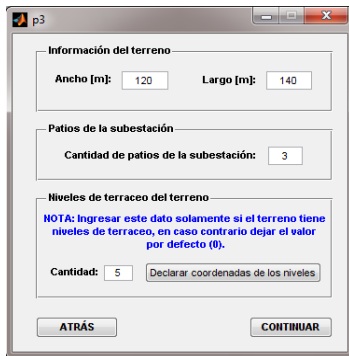 p3
Información del terreno
Ancho [m]: 120 Largo [m]: 140
Patios de la subestación
Cantidad de patios de la subestación: 3
Niveles de terraceo del terreno
NOTA: Ingresar este dato solamente si el terreno tiene
niveles de terraceo, en caso contrario dejar el valor
por defecto (0).
Cantidad: 5 Declarar coordenadas de los niveles
ATRÁS CONTINUAR